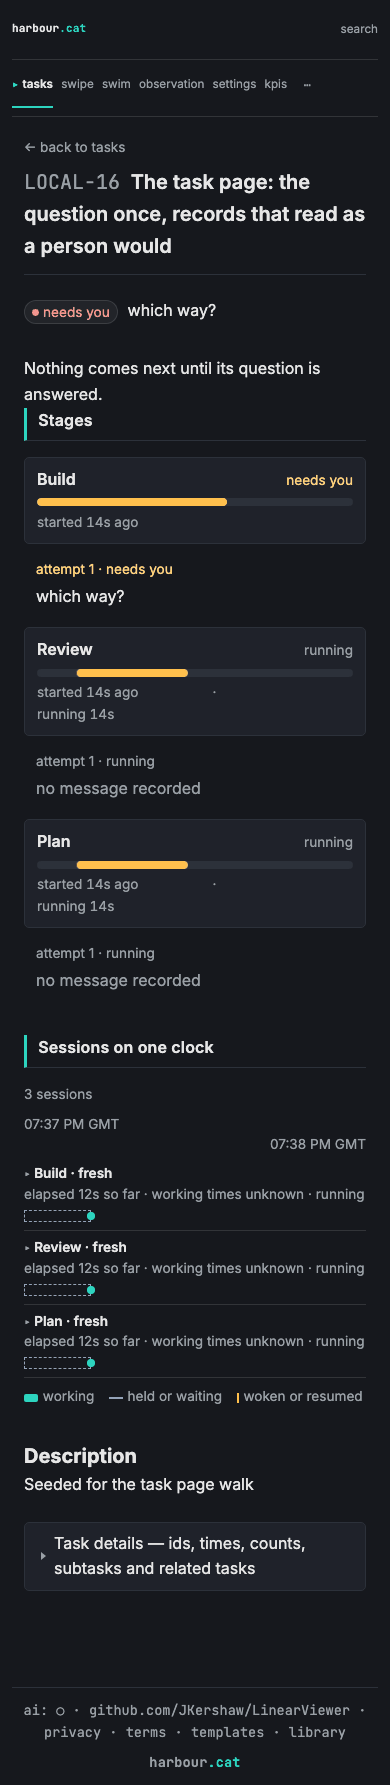 harbour.cat
search
▸ tasks swipe swim observation settings kpis …
← back to tasks
LOCAL-16 The task page: the
question once, records that read as
a person would
needs you which way?
Nothing comes next until its question is
answered.
Stages
Build needs you
started 14s ago
attempt 1 · needs you
which way?
Review running
started 14s ago ·
running 14s
attempt 1 · running
no message recorded
Plan running
started 14s ago ·
running 14s
attempt 1 · running
no message recorded
Sessions on one clock
3 sessions
07:37 PM GMT
07:38 PM GMT
▸ Build · fresh
elapsed 12s so far · working times unknown · running
▸ Review · fresh
elapsed 12s so far · working times unknown · running
▸ Plan · fresh
elapsed 12s so far · working times unknown · running
working held or waiting woken or resumed
Description
Seeded for the task page walk
Task details — ids, times, counts,
subtasks and related tasks
ai: ○ · github.com/JKershaw/LinearViewer ·
privacy · terms · templates · library
harbour.cat